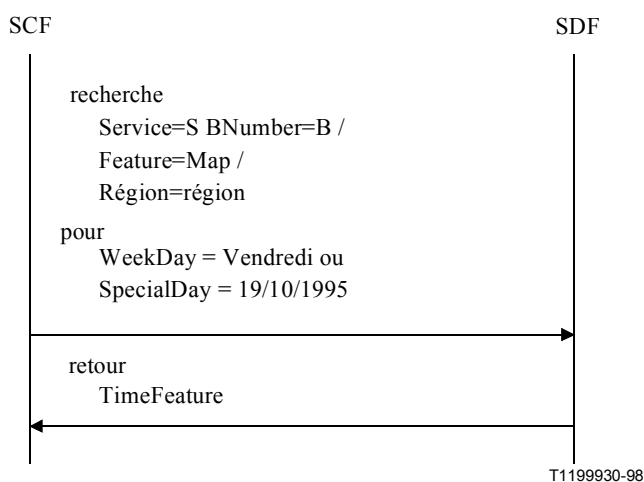 SCF
SDF
recherche
Service=S BNumber=B /
Feature=Map /
Région=région
pour
WeekDay = Vendredi ou
SpecialDay = 19/10/1995
retour
TimeFeature
T1199930-98